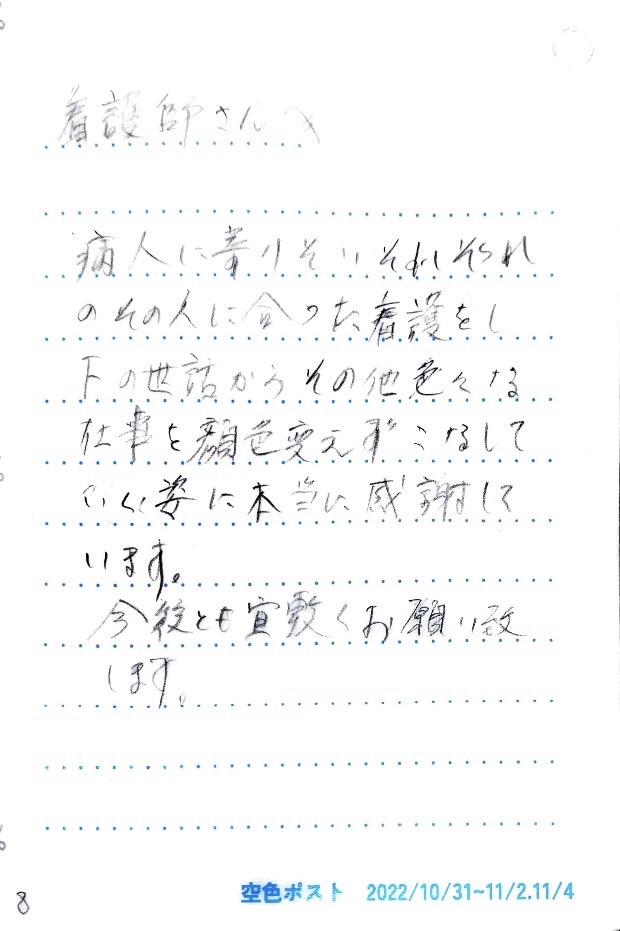 看護師さんへ
病人に寄りそいそれぞれ
のその人に合った看護をし
下の世話からその他色々な
仕事を顔色変えずこなして
いく姿に本当に感謝して
います。
今後とも宜敷くお願い致
します。
8
空色ポスト 2022/10/31~11/2.11/4